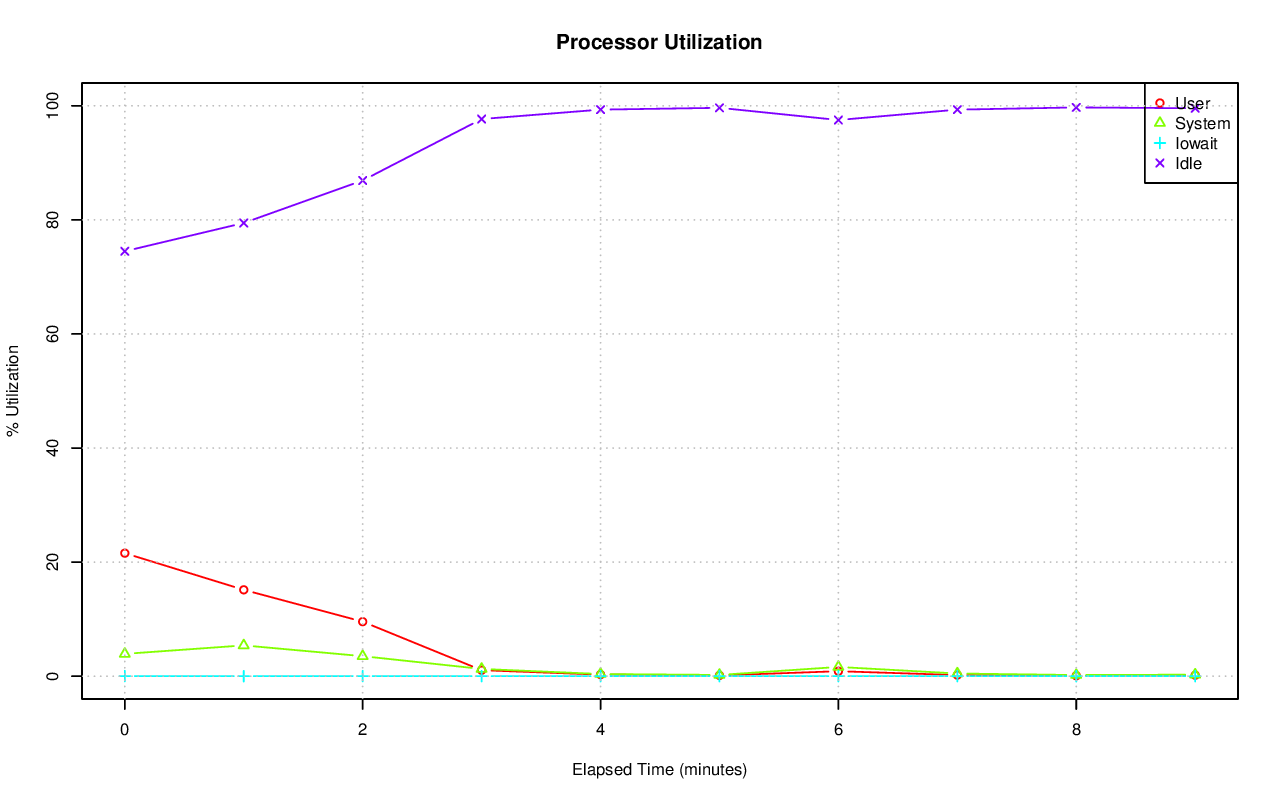 Processor Utilization
100
80
60
40
20
0
% Utilization
User
System
Iowait
Idle
0 2 4 6 8
Elapsed Time (minutes)